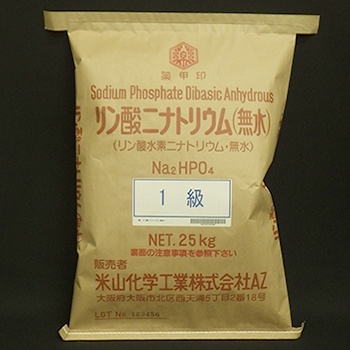 菊甲印
Sodium Phosphate Dibasic Anhydrous
リン酸二ナトリウム(無水)
(リン酸水素二ナトリウム・無水)
Na2HPO4
1 級
NET. 25kg
裏面の注意事項を参照下さい
販売者
米山化学工業株式会社AZ
大阪府大阪市北区西天満5丁目2番18号
LOT No